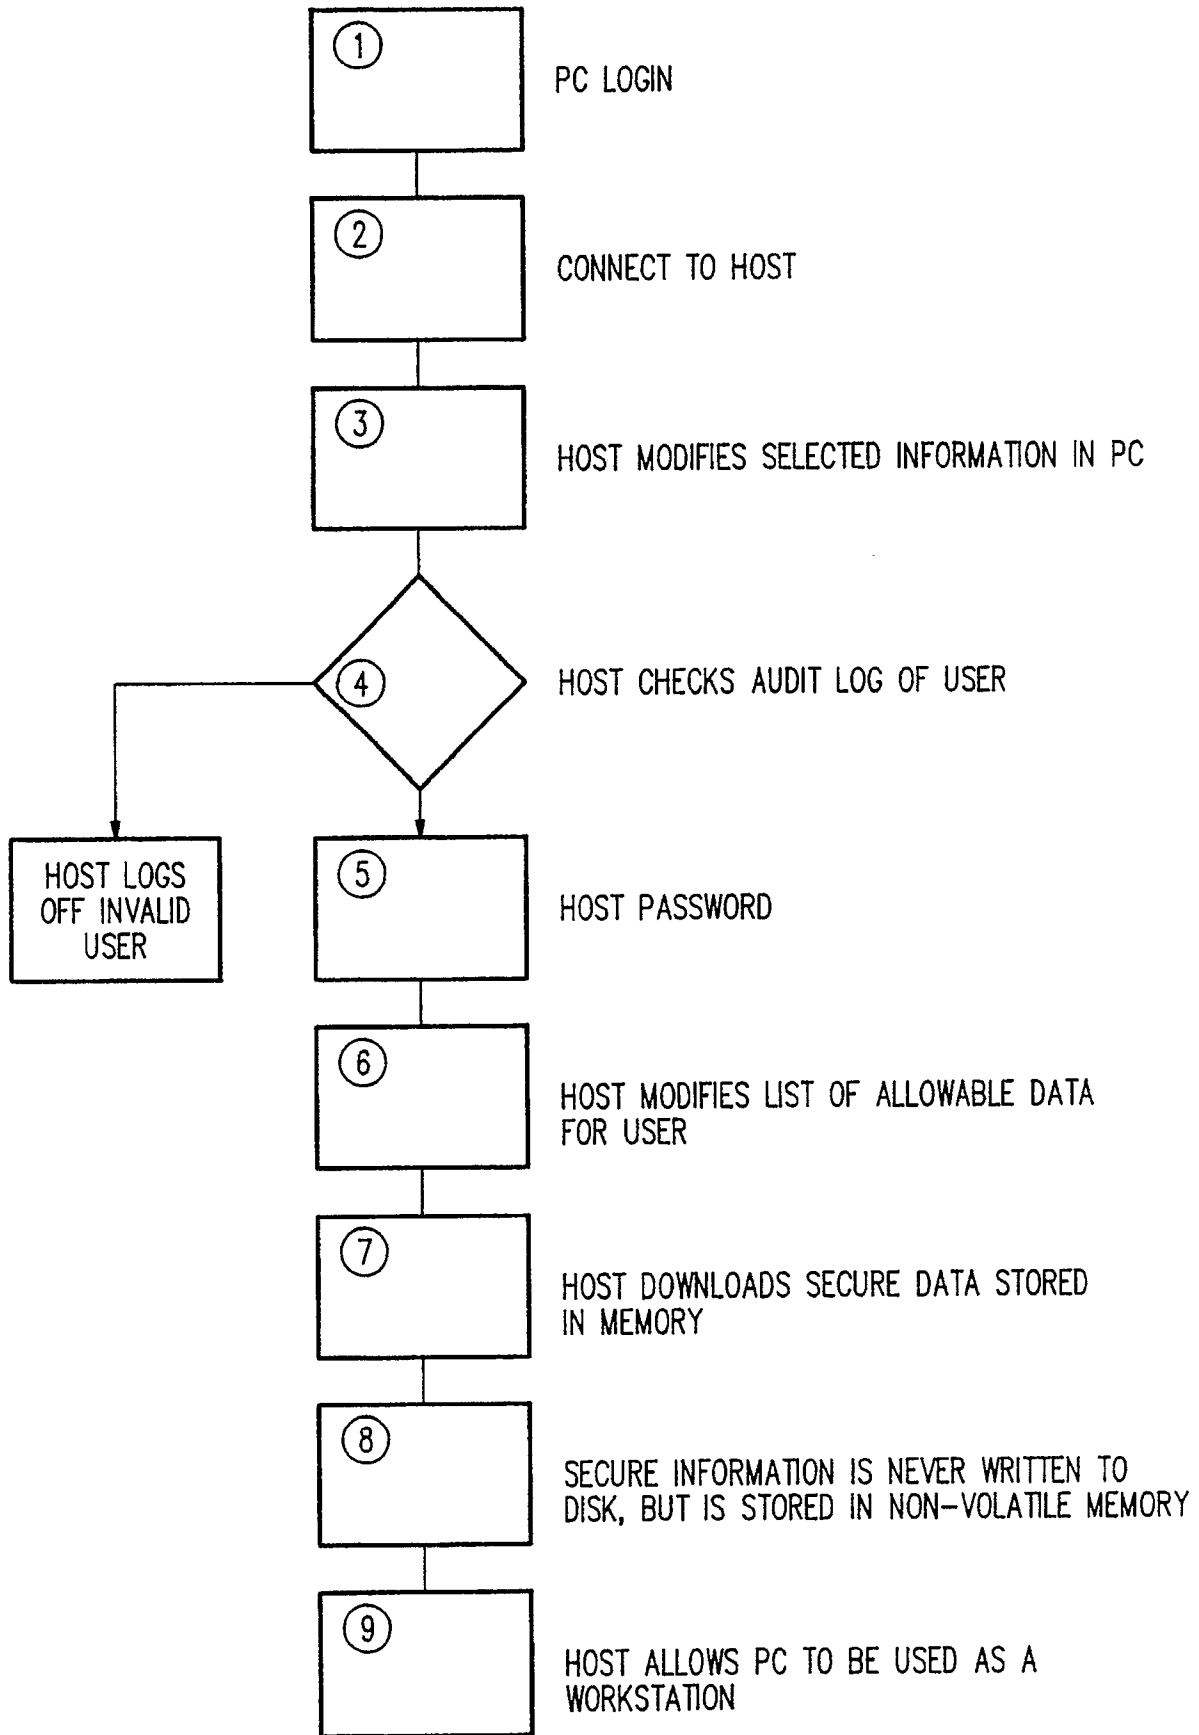 1
PC LOGIN
2
CONNECT TO HOST
3
HOST MODIFIES SELECTED INFORMATION IN PC
4
HOST CHECKS AUDIT LOG OF USER
HOST LOGS
OFF INVALID
USER
5
HOST PASSWORD
6
HOST MODIFIES LIST OF ALLOWABLE DATA
FOR USER
7
HOST DOWNLOADS SECURE DATA STORED
IN MEMORY
8
SECURE INFORMATION IS NEVER WRITTEN TO
DISK, BUT IS STORED IN NON-VOLATILE MEMORY
9
HOST ALLOWS PC TO BE USED AS A
WORKSTATION